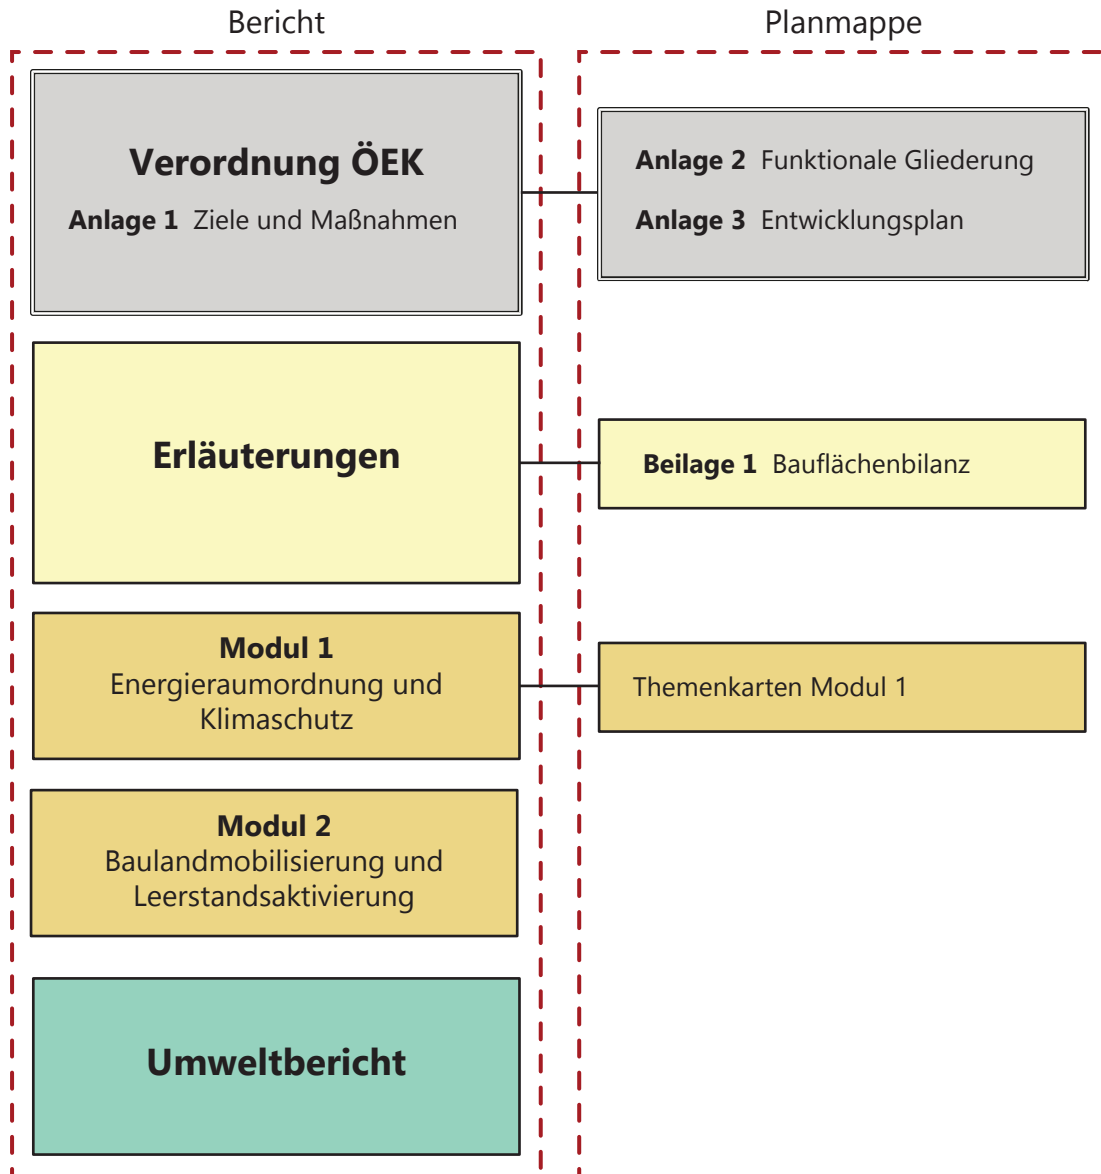 Bericht
Planmappe
Verordnung ÖEK
Anlage 1 Ziele und Maßnahmen
Anlage 2 Funktionale Gliederung
Anlage 3 Entwicklungsplan
Erläuterungen
Beilage 1 Bauflächenbilanz
Modul 1
Energieraumordnung und
Klimaschutz
Themenkarten Modul 1
Modul 2
Baulandmobilisierung und
Leerstandsaktivierung
Umweltbericht